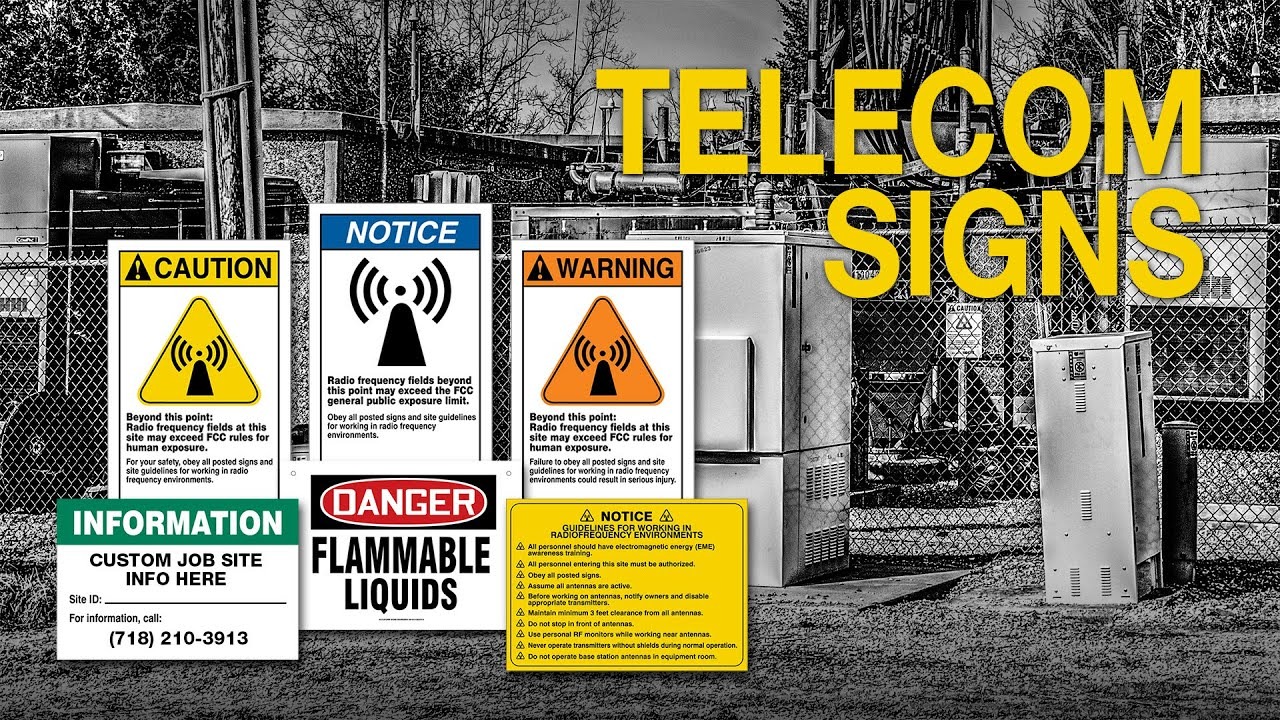 TELECOM
SIGNS
NOTICE
Radio frequency fields beyond
this point may exceed the FCC
general public exposure limit.
Obey all posted signs and site guidelines
for working in radio frequency
environments.
CAUTION
Beyond this point:
Radio frequency fields at this
site may exceed FCC rules for
human exposure.
For your safety, obey all posted signs and
site guidelines for working in radio
frequency environments.
WARNING
Beyond this point:
Radio frequency fields at this
site may exceed FCC rules for
human exposure.
Failure to obey all posted signs and site
guidelines for working in radio frequency
environments could result in serious injury.
CAUTION
INFORMATION
CUSTOM JOB SITE
INFO HERE
Site ID:
For information, call:
(718) 210-3913
DANGER
FLAMMABLE
LIQUIDS
NOTICE
GUIDELINES FOR WORKING IN
RADIOFREQUENCY ENVIRONMENTS
All personnel should have electromagnetic energy (EME)
awareness training.
All personnel entering this site must be authorized.
Obey all posted signs.
Assume all antennas are active.
Before working on antennas, notify owners and disable
appropriate transmitters.
Maintain minimum 3 feet clearance from all antennas.
Do not stop in front of antennas.
Use personal RF monitors while working near antennas.
Never operate transmitters without shields during normal operation.
Do not operate base station antennas in equipment room.